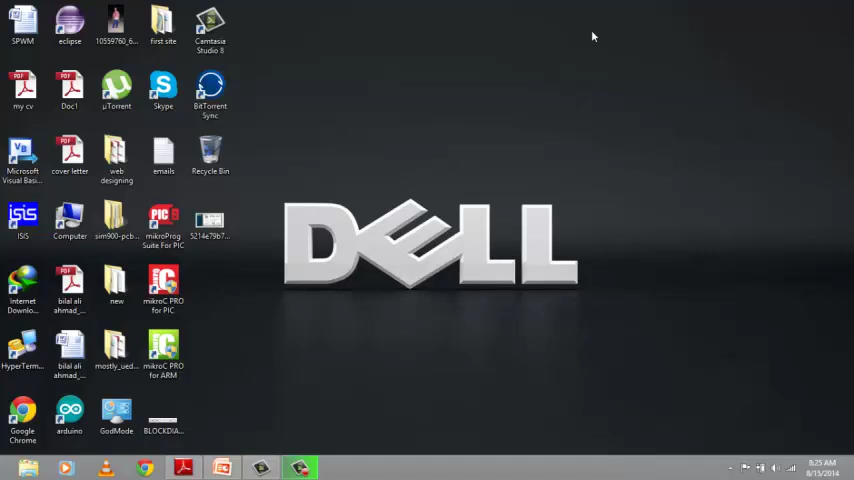 SPWM
eclipse
10559760_6...
first site
Camtasia
Studio 8
my cv
Doc1
µTorrent
Skype
BitTorrent
Sync
Microsoft
Visual Basi...
cover letter
web
designing
emails
Recycle Bin
ISIS
Computer
sim900-pcb...
mikroProg
Suite For PIC
5214e79b7...
Internet
Downlo...
bilal ali
ahmad_...
new
mikroC PRO
for PIC
HyperTerm...
bilal ali
ahmad_...
mostly_ued...
mikroC PRO
for ARM
Google
Chrome
arduino
GodMode
BLOCKDIA...
DELL
8:25 AM
8/15/2014